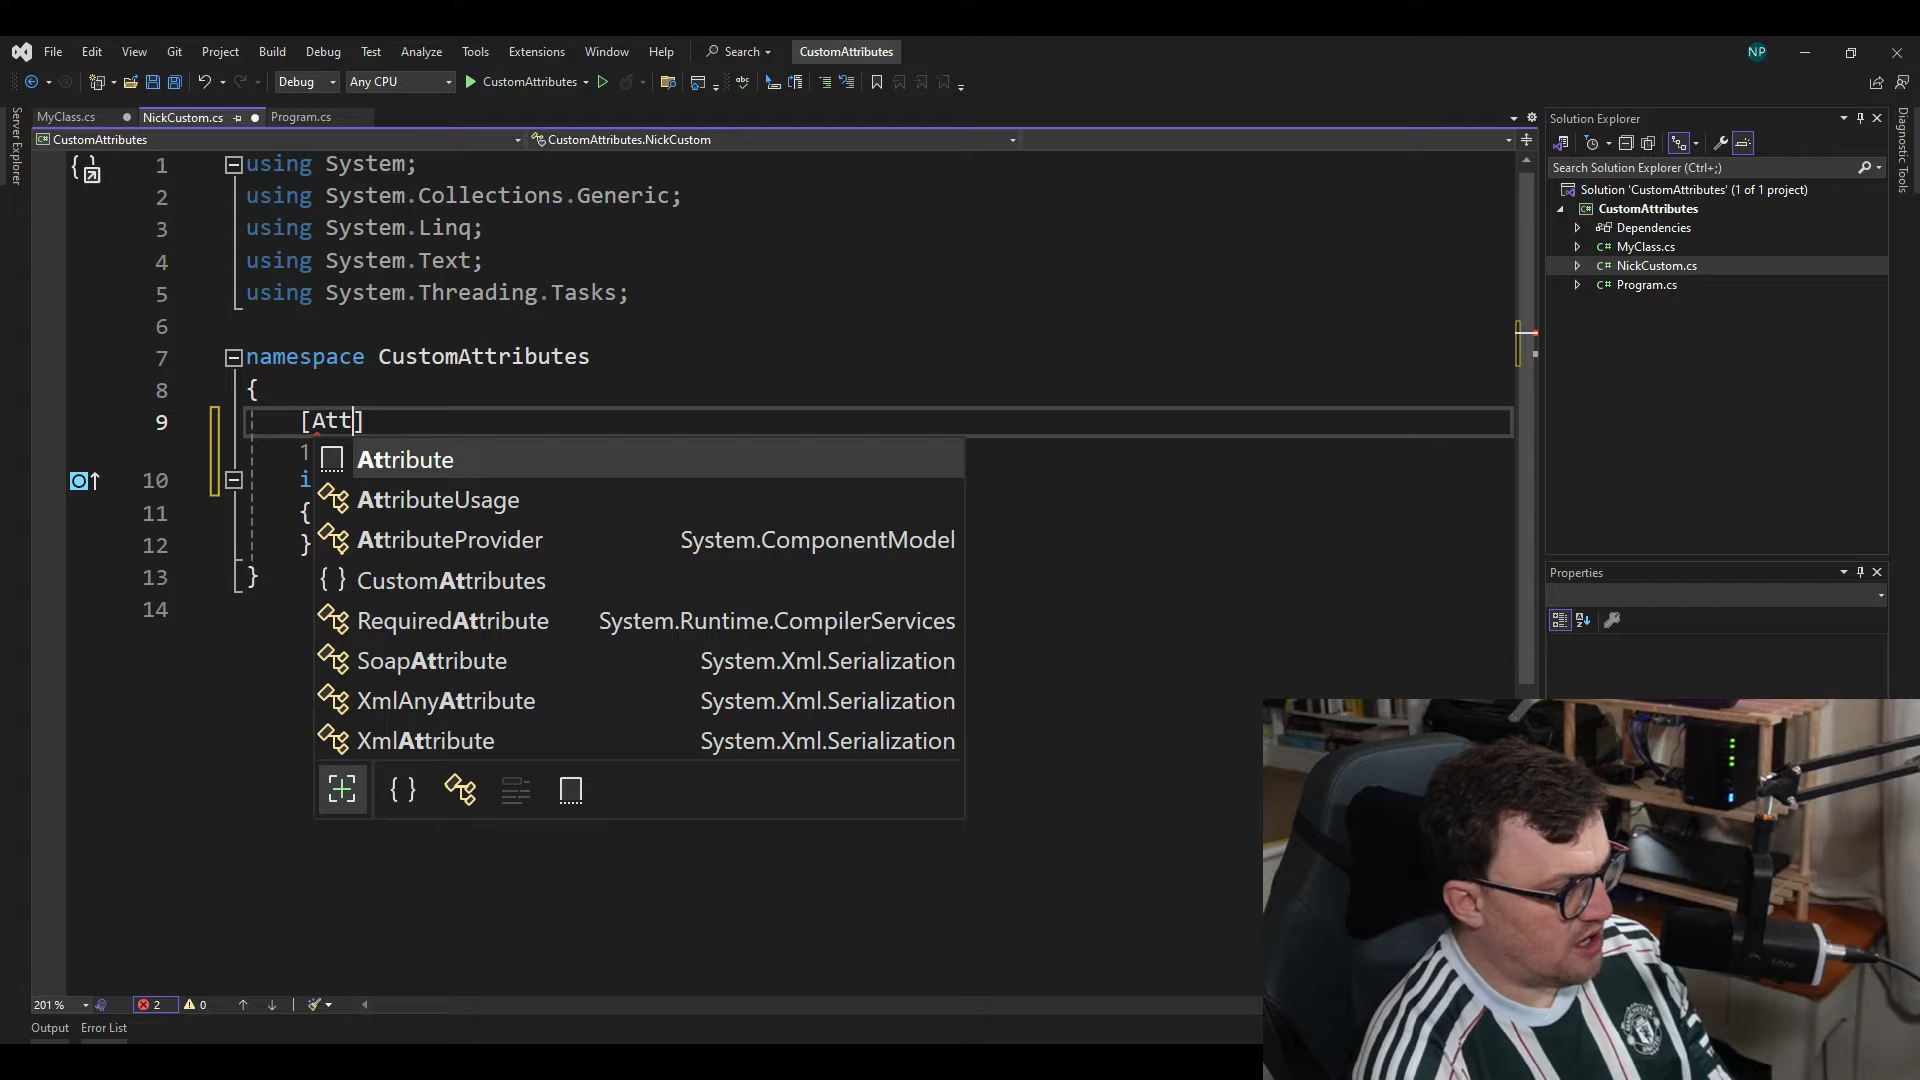 File Edit View Git Project Build Debug Test Analyze Tools Extensions Window Help Search CustomAttributes NP
Debug Any CPU CustomAttributes
MyClass.cs NickCustom.cs Program.cs
CustomAttributes CustomAttributes.NickCustom
Server Explorer
1 using System;
2 using System.Collections.Generic;
3 using System.Linq;
4 using System.Text;
5 using System.Threading.Tasks;
6
7 namespace CustomAttributes
8 {
9 [Att]
1
10 i
11 {
12 }
13 }
14
Attribute
AttributeUsage
AttributeProvider System.ComponentModel
CustomAttributes
RequiredAttribute System.Runtime.CompilerServices
SoapAttribute System.Xml.Serialization
XmlAnyAttribute System.Xml.Serialization
XmlAttribute System.Xml.Serialization
201 % 2 0
Output Error List
Solution Explorer
Search Solution Explorer (Ctrl+;)
Solution 'CustomAttributes' (1 of 1 project)
CustomAttributes
Dependencies
C# MyClass.cs
C# NickCustom.cs
C# Program.cs
Properties
Diagnostic Tools